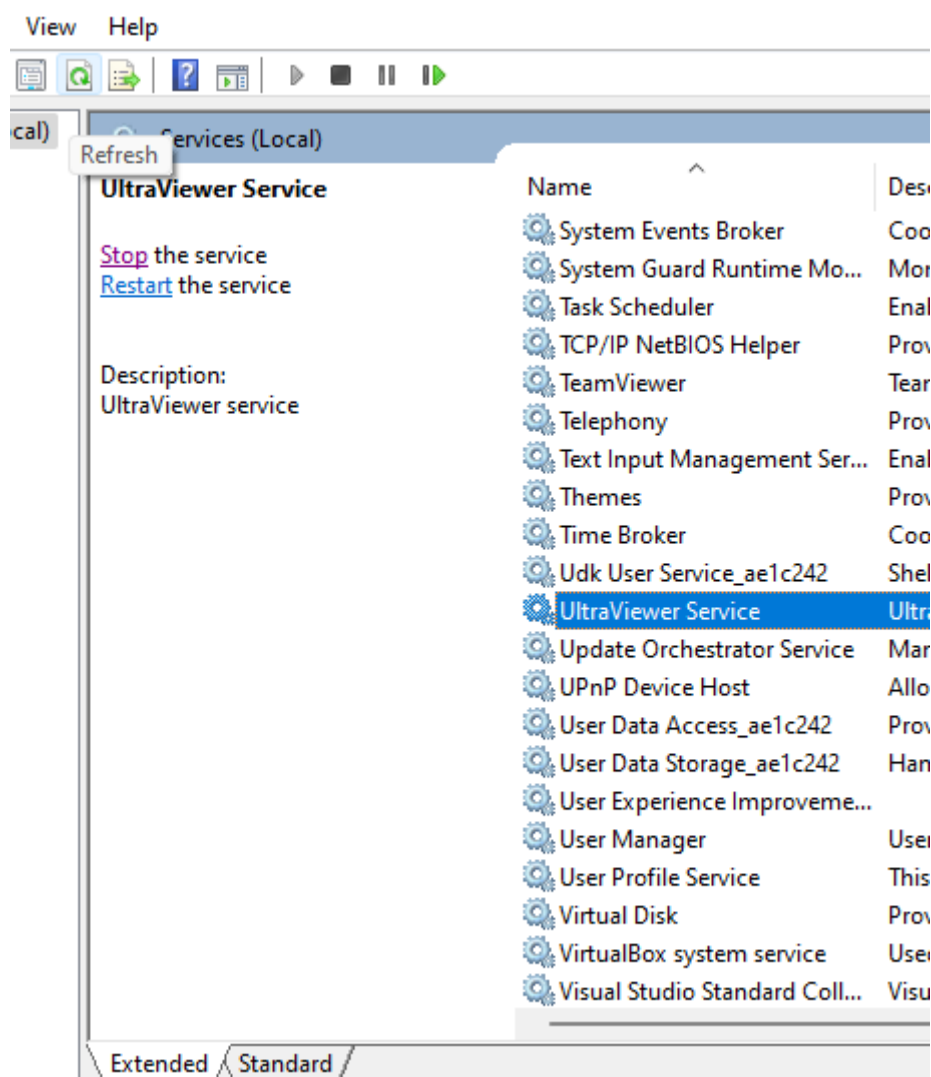 View Help
cal)
Refresh
Services (Local)
UltraViewer Service
Stop the service
Restart the service
Description:
UltraViewer service
Name Des
System Events Broker Coo
System Guard Runtime Mo... Mor
Task Scheduler Enal
TCP/IP NetBIOS Helper Prov
TeamViewer Tear
Telephony Prov
Text Input Management Ser... Enal
Themes Prov
Time Broker Coo
Udk User Service_ae1c242 Shel
UltraViewer Service Ultra
Update Orchestrator Service Mar
UPnP Device Host Allo
User Data Access_ae1c242 Prov
User Data Storage_ae1c242 Han
User Experience Improveme...
User Manager User
User Profile Service This
Virtual Disk Prov
VirtualBox system service Used
Visual Studio Standard Coll... Visu
Extended Standard